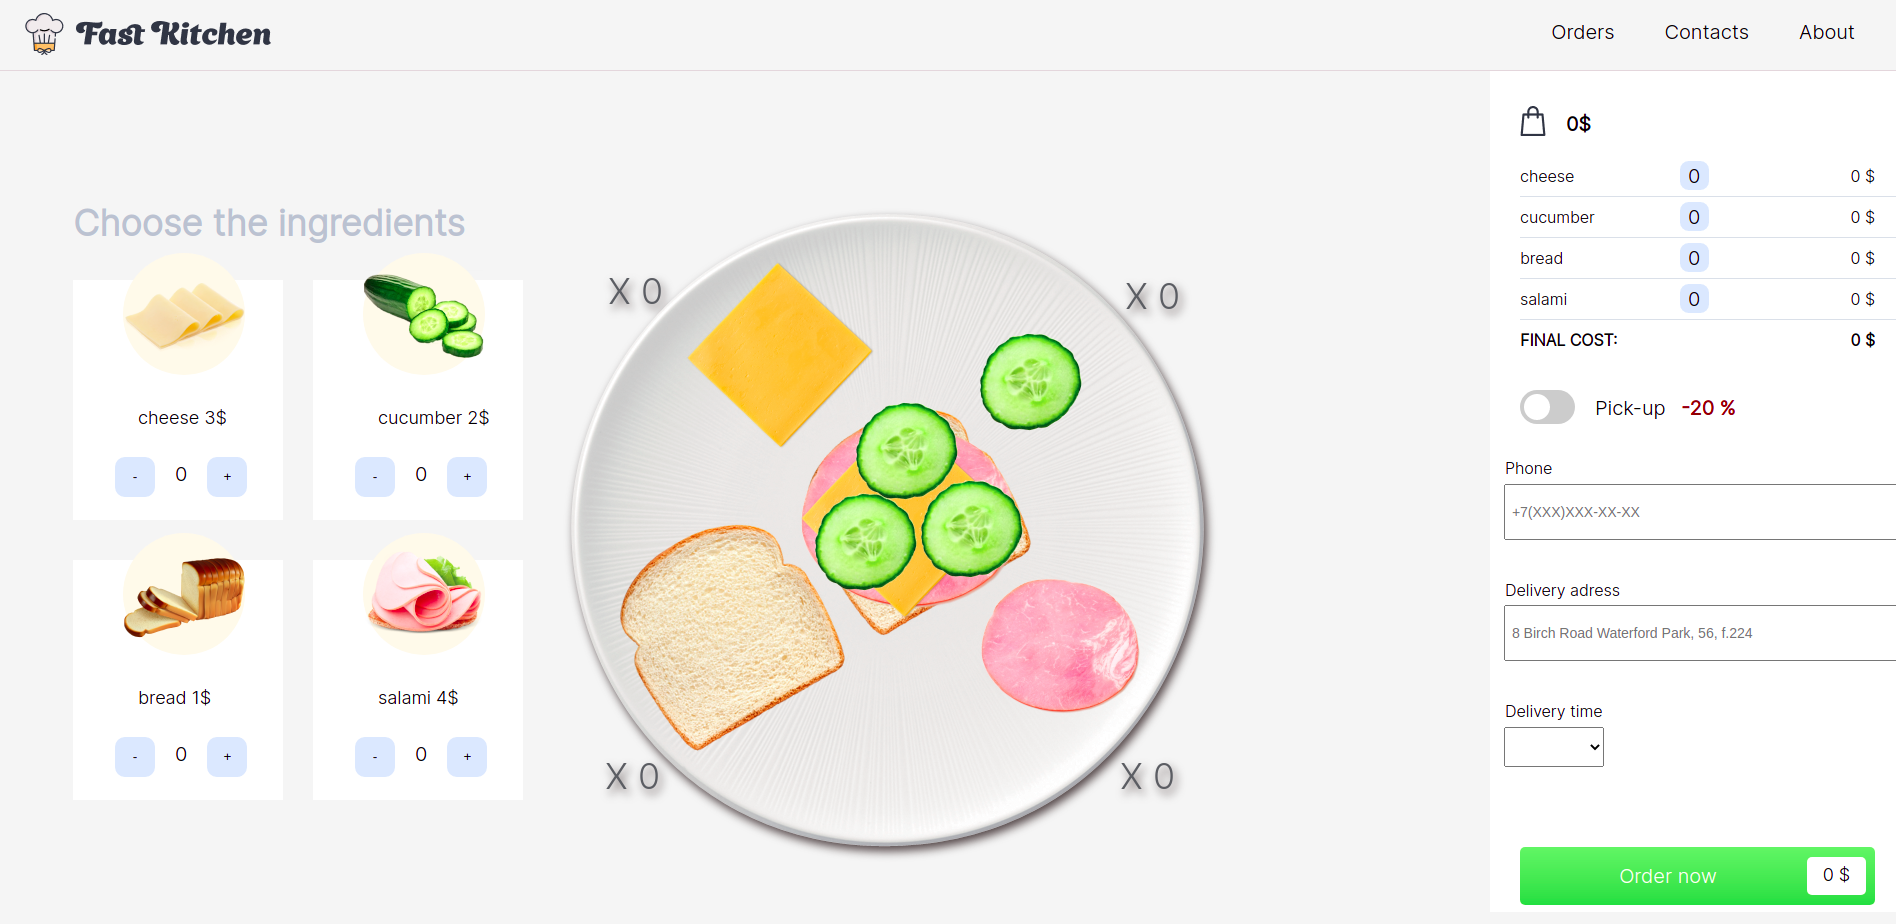 Fast Kitchen
Orders
Contacts
About
Choose the ingredients
cheese 3$
- 0 +
cucumber 2$
- 0 +
bread 1$
- 0 +
salami 4$
- 0 +
X 0
X 0
X 0
X 0
0$
cheese 0 0 $
cucumber 0 0 $
bread 0 0 $
salami 0 0 $
FINAL COST: 0 $
Pick-up -20 %
Phone
+7(XXX)XXX-XX-XX
Delivery adress
8 Birch Road Waterford Park, 56, f.224
Delivery time
Order now 0 $